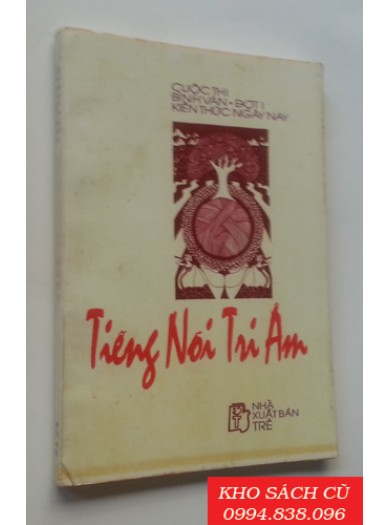 CUỘC THI
BÌNH VĂN - ĐỢT I
KIẾN THỨC NGÀY NAY
Tiếng Nói Tri Âm
NHÀ
XUẤT BẢN
TRẺ
KHO SÁCH CŨ
0994.838.096